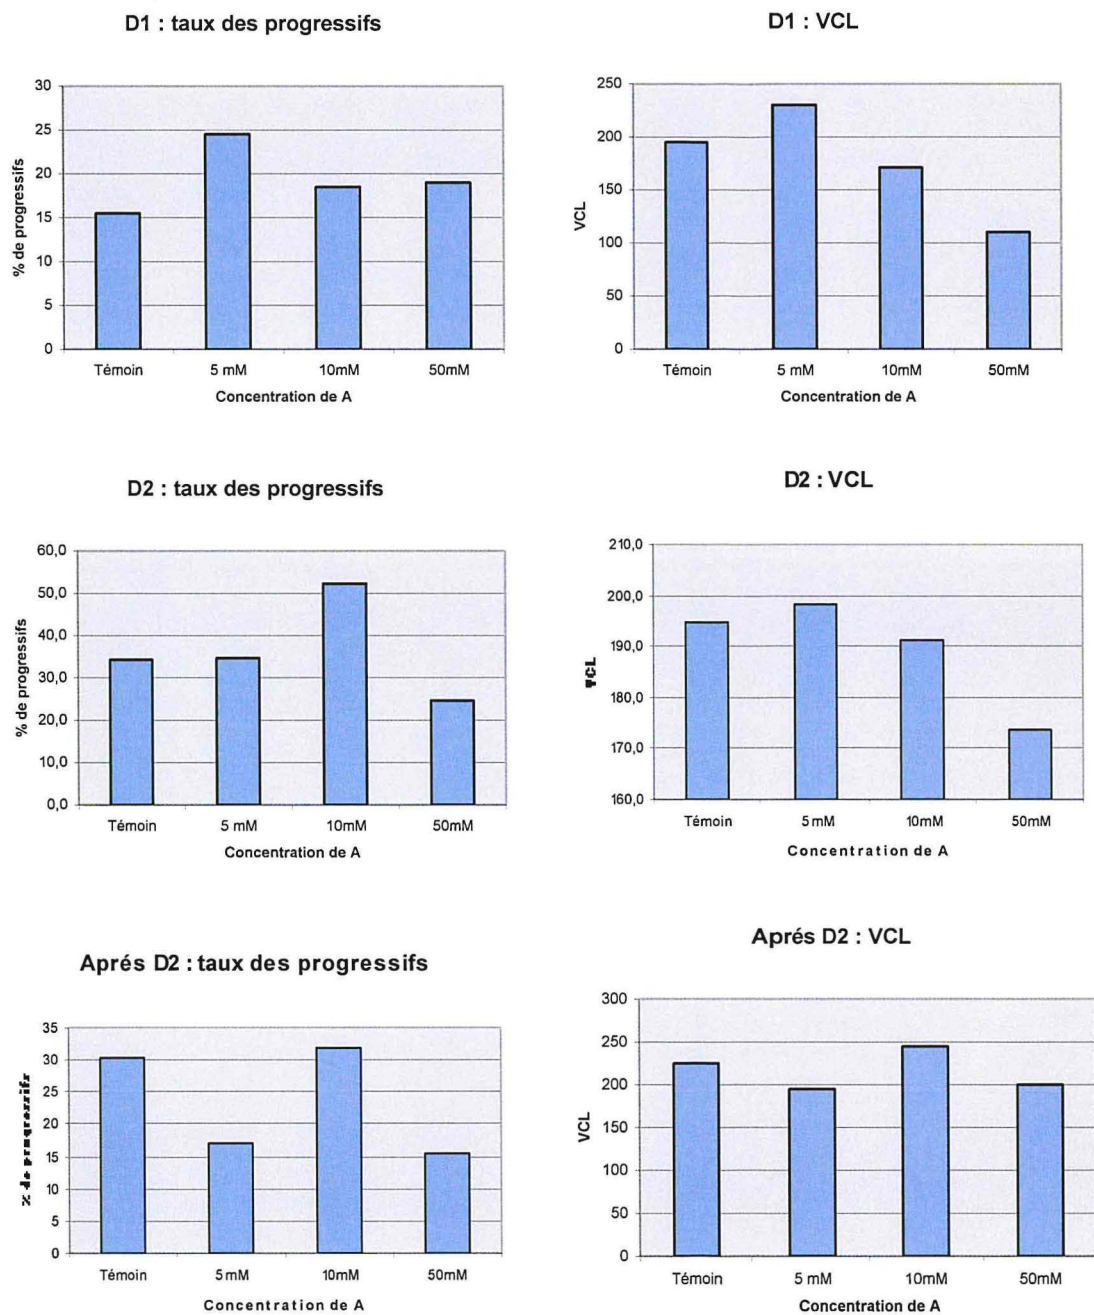 D1 : taux des progressifs
30
25
20
15
10
5
0
% de progressifs
Témoin 5 mM 10mM 50mM
Concentration de A
D1 : VCL
250
200
150
100
50
0
VCL
Témoin 5 mM 10mM 50mM
Concentration de A
D2 : taux des progressifs
60,0
50,0
40,0
30,0
20,0
10,0
0,0
% de progressifs
Témoin 5 mM 10mM 50mM
Concentration de A
D2 : VCL
210,0
200,0
190,0
180,0
170,0
160,0
VCL
Témoin 5 mM 10mM 50mM
Concentration de A
Aprés D2 : taux des progressifs
35
30
25
20
15
10
5
0
% de progressifs
Témoin 5 mM 10mM 50mM
Concentration de A
Aprés D2 : VCL
300
250
200
150
100
50
0
VCL
Témoin 5 mM 10mM 50mM
Concentration de A